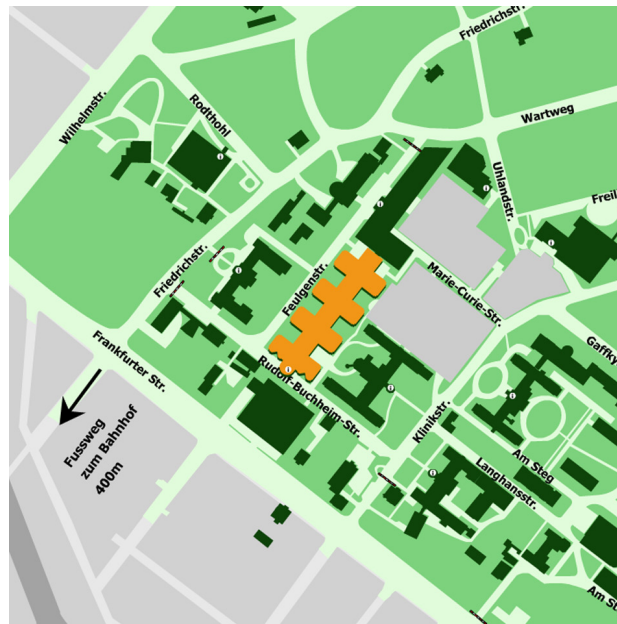 Friedrichstr.
Wilhelmstr.
Rodthohl
Wartweg
Uhlandstr.
Friedrichstr.
Feulgenstr.
Marie-Curie-Str.
Frankfurter Str.
Rudolf-Buchheim-Str.
Klinikstr.
Fussweg
zum Bahnhof
400m
Am Steg
Langhansstr.
Gaffky
Freil
Am St